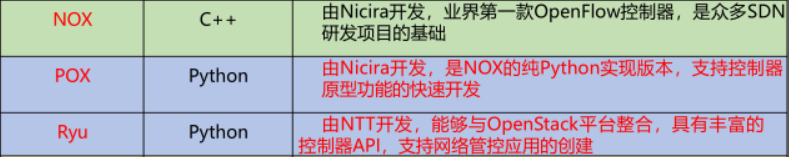 NOX C++ 由Nicira开发，业界第一款OpenFlow控制器，是众多SDN
研发项目的基础
POX Python 由Nicira开发，是NOX的纯Python实现版本，支持控制器
原型功能的快速开发
Ryu Python 由NTT开发，能够与OpenStack平台整合，具有丰富的
控制器API，支持网络管控应用的创建